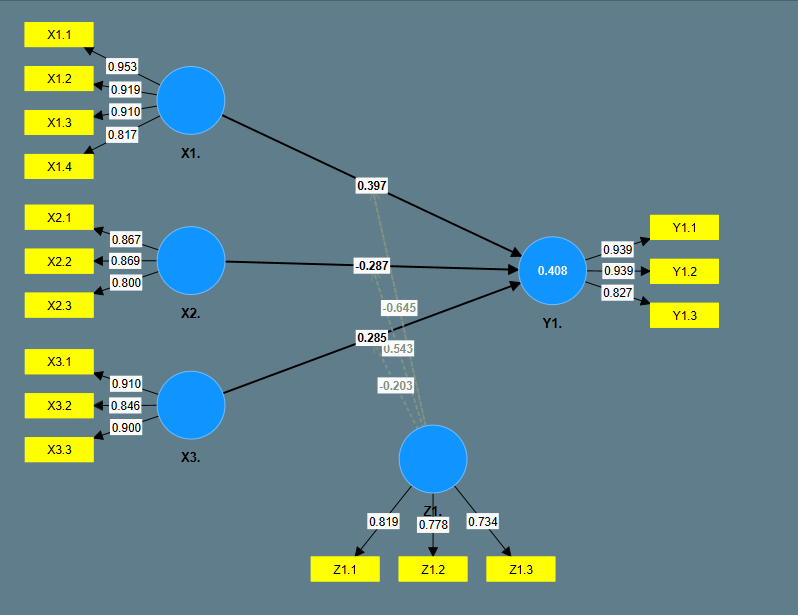 X1.1
X1.2
X1.3
X1.4
0.953
0.919
0.910
0.817
X1.
X2.1
X2.2
X2.3
0.867
0.869
0.800
X2.
X3.1
X3.2
X3.3
0.910
0.846
0.900
X3.
0.397
-0.287
0.285
-0.645
0.543
-0.203
0.408
Y1.
0.939
0.939
0.827
Y1.1
Y1.2
Y1.3
Z1.
0.819
0.778
0.734
Z1.1
Z1.2
Z1.3